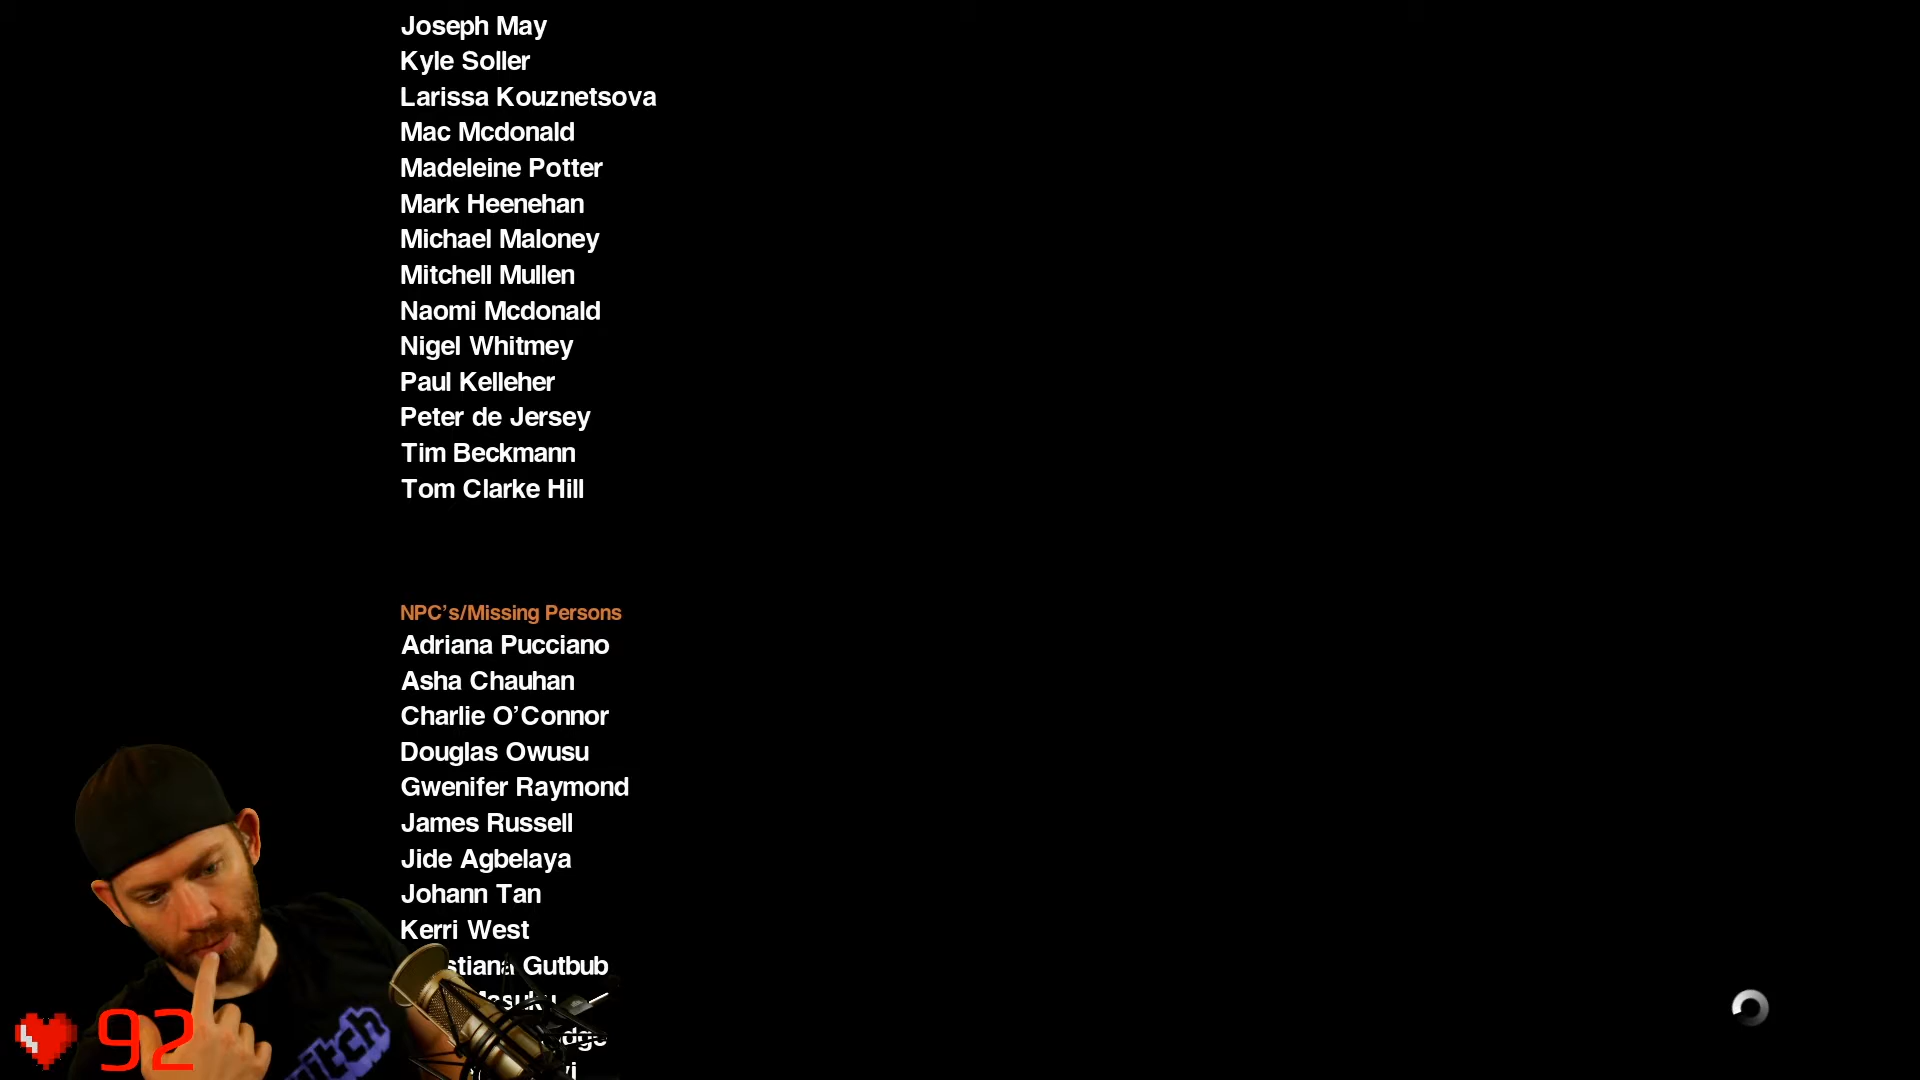 Joseph May
Kyle Soller
Larissa Kouznetsova
Mac Mcdonald
Madeleine Potter
Mark Heenehan
Michael Maloney
Mitchell Mullen
Naomi Mcdonald
Nigel Whitmey
Paul Kelleher
Peter de Jersey
Tim Beckmann
Tom Clarke Hill
NPC’s/Missing Persons
Adriana Pucciano
Asha Chauhan
Charlie O’Connor
Douglas Owusu
Gwenifer Raymond
James Russell
Jide Agbelaya
Johann Tan
Kerri West
Gutbub
92